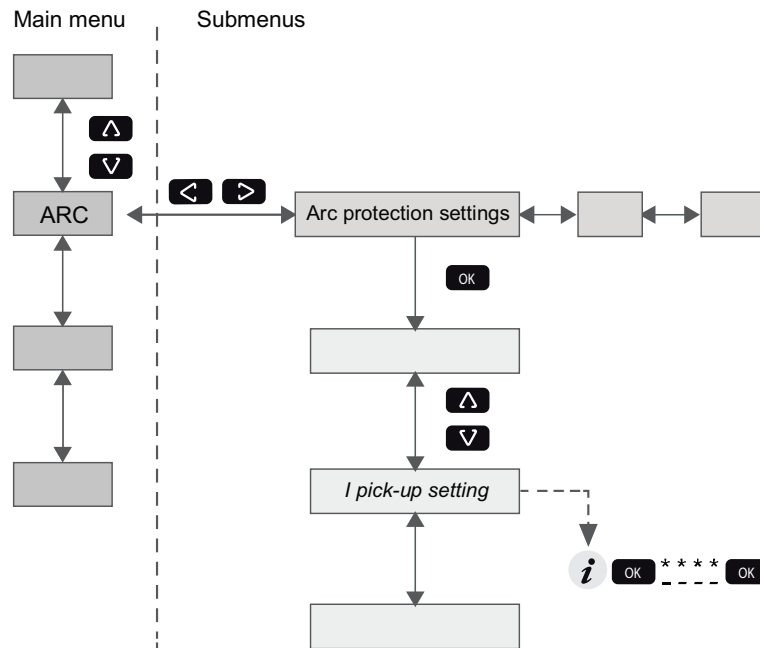 Main menu
Submenus
ARC
Arc protection settings
OK
I pick-up setting
i OK * * * * OK